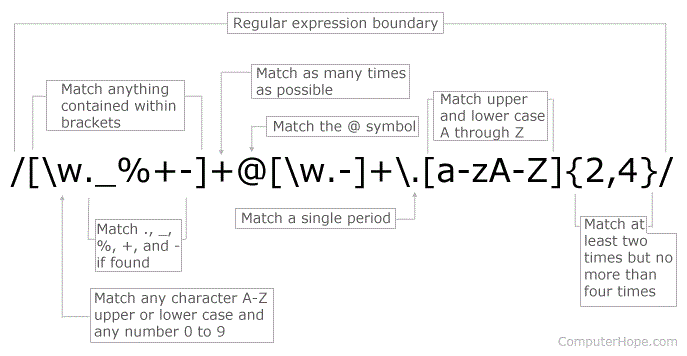 Regular expression boundary
Match anything
contained within
brackets
Match as many times
as possible
Match the @ symbol
Match upper
and lower case
A through Z
/[\w._%+-]+@[\w.-]+\.[a-zA-Z]{2,4}/
Match a single period
Match ., _,
%, +, and -
if found
Match at
least two
times but no
more than
four times
Match any character A-Z
upper or lower case and
any number 0 to 9
ComputerHope.com